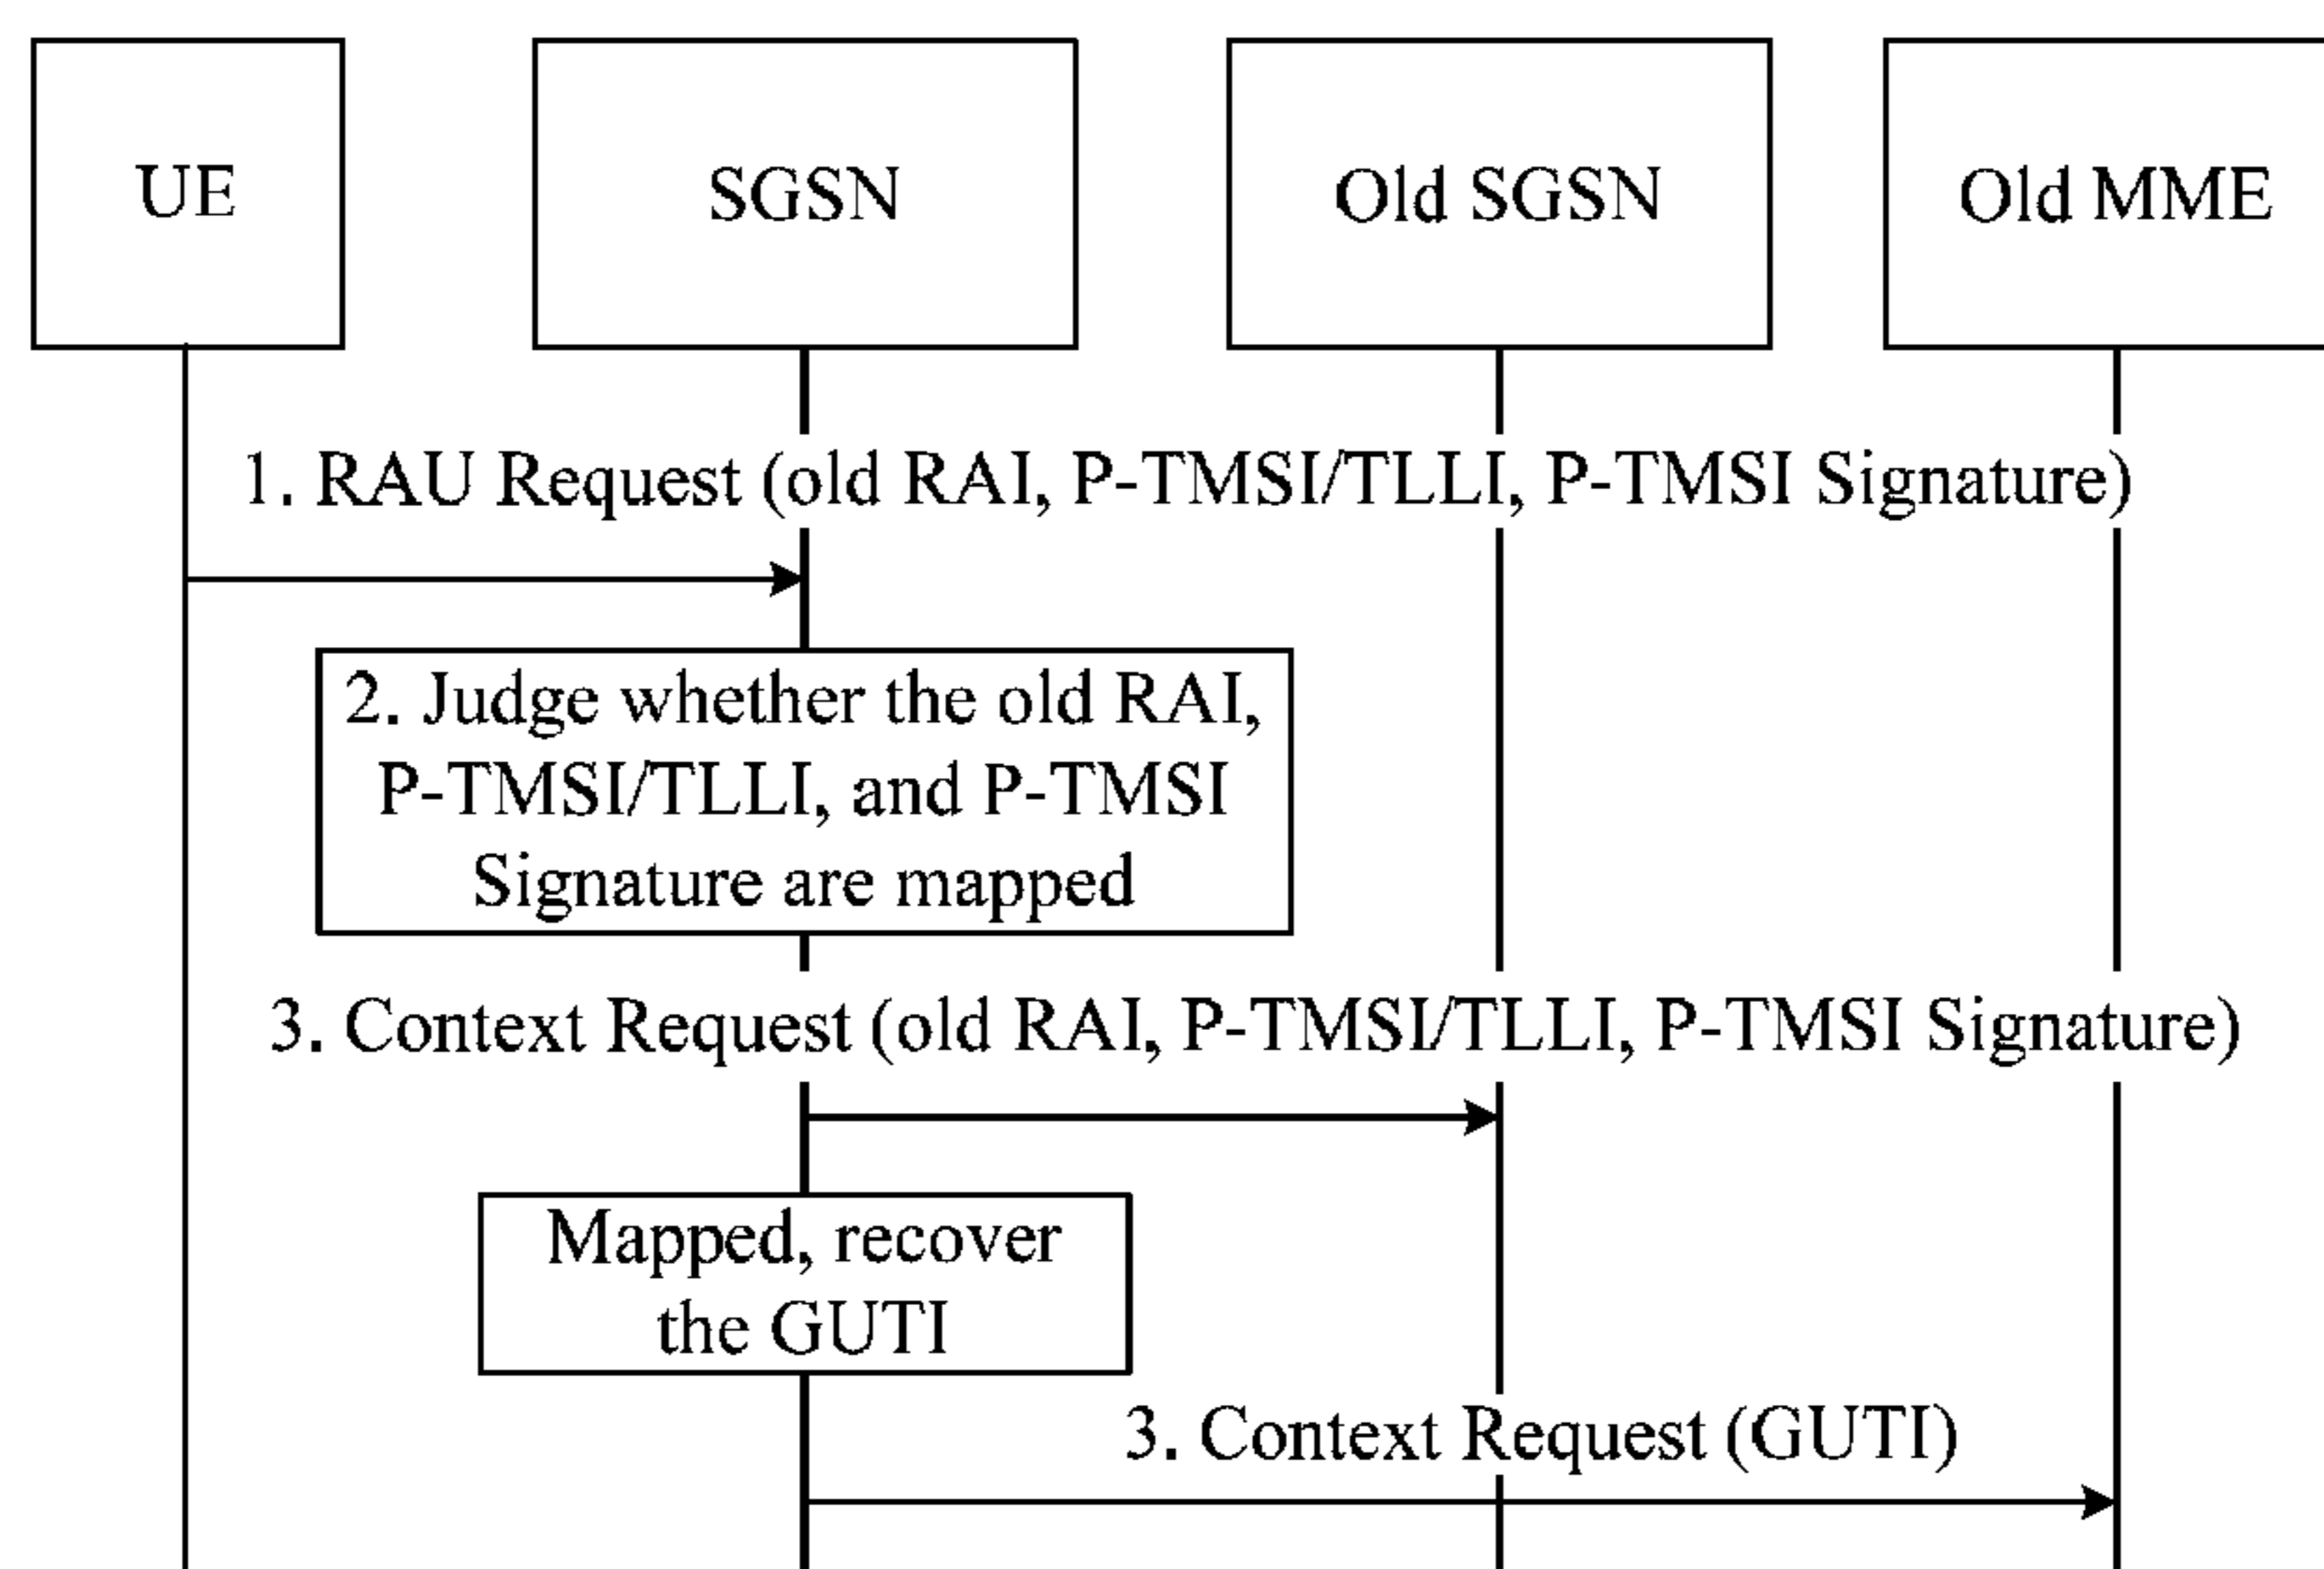 UE
SGSN
Old SGSN
Old MME
1. RAU Request (old RAI, P-TMSI/TLLI, P-TMSI Signature)
2. Judge whether the old RAI,
P-TMSI/TLLI, and P-TMSI
Signature are mapped
3. Context Request (old RAI, P-TMSI/TLLI, P-TMSI Signature)
Mapped, recover
the GUTI
3. Context Request (GUTI)